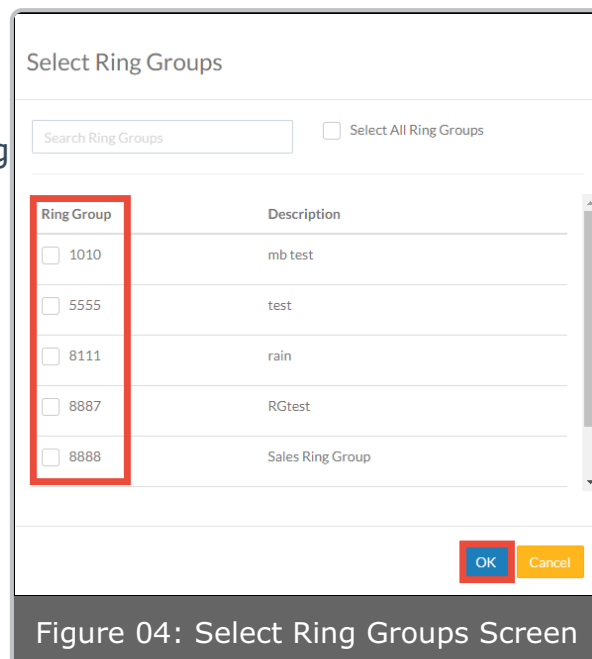 Select Ring Groups
Search Ring Groups Select All Ring Groups
g
Ring Group Description
1010 mb test
5555 test
8111 rain
8887 RGtest
8888 Sales Ring Group
OK Cancel
Figure 04: Select Ring Groups Screen